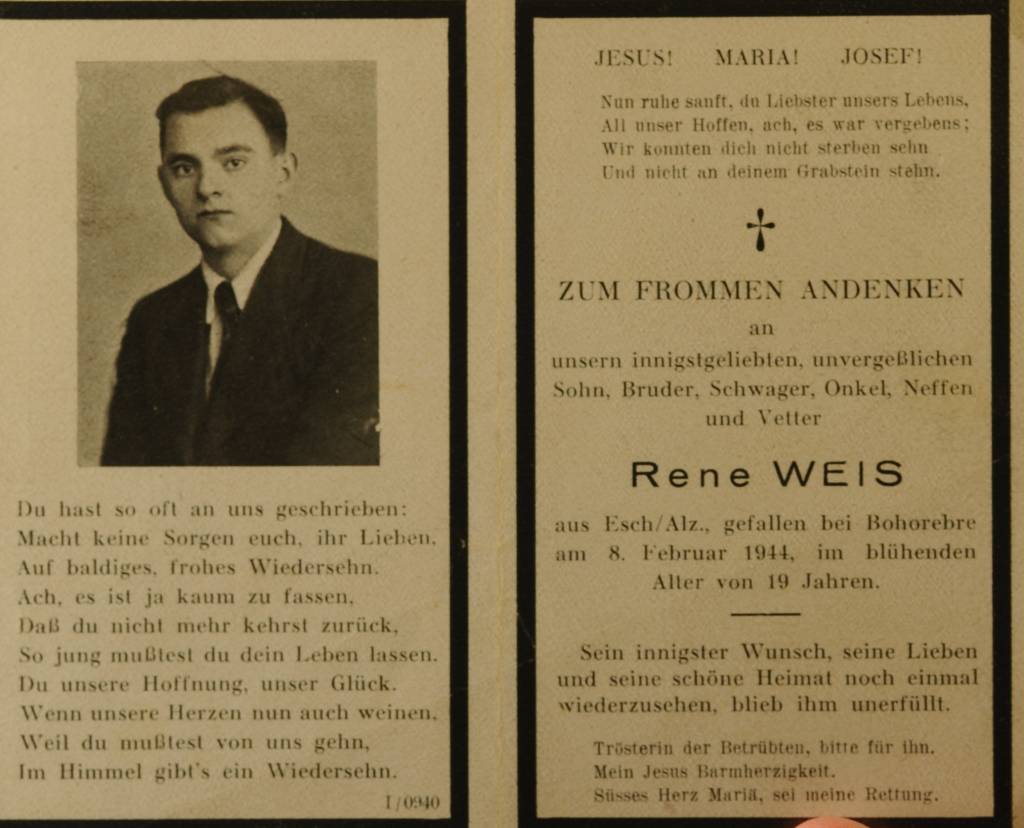 Du hast so oft an uns geschrieben:
Macht keine Sorgen euch, ihr Lieben,
Auf baldiges, frohes Wiedersehn.
Ach, es ist ja kaum zu fassen,
Daß du nicht mehr kehrst zurück,
So jung mußtest du dein Leben lassen.
Du unsere Hoffnung, unser Glück.
Wenn unsere Herzen nun auch weinen,
Weil du mußtest von uns gehn,
Im Himmel gibt's ein Wiedersehn.
I/0940
JESUS! MARIA! JOSEF!
Nun ruhe sanft, du Liebster unsers Lebens,
All unser Hoffen, ach, es war vergebens;
Wir konnten dich nicht sterben sehn
Und nicht an deinem Grabstein stehn.
ZUM FROMMEN ANDENKEN
an
unsern innigstgeliebten, unvergeßlichen
Sohn, Bruder, Schwager, Onkel, Neffen
und Vetter
Rene WEIS
aus Esch/Alz., gefallen bei Bohorebre
am 8. Februar 1944, im blühenden
Alter von 19 Jahren.
Sein innigster Wunsch, seine Lieben
und seine schöne Heimat noch einmal
wiederzusehen, blieb ihm unerfüllt.
Trösterin der Betrübten, bitte für ihn.
Mein Jesus Barmherzigkeit.
Süsses Herz Mariä, sei meine Rettung.